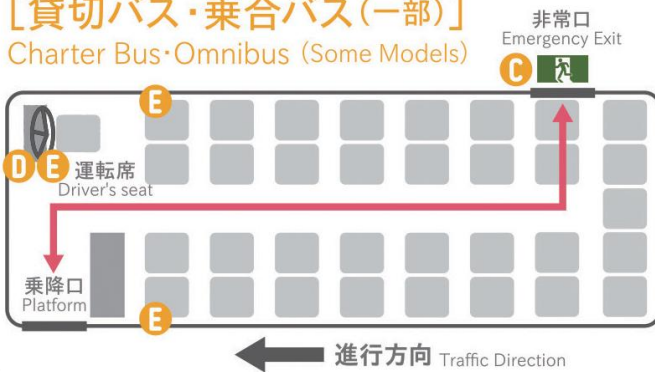 [貸切バス・乗合バス(一部)]
Charter Bus・Omnibus (Some Models)
非常口
Emergency Exit
C
E
D E 運転席
Driver's seat
乗降口
Platform
E
進行方向 Traffic Direction